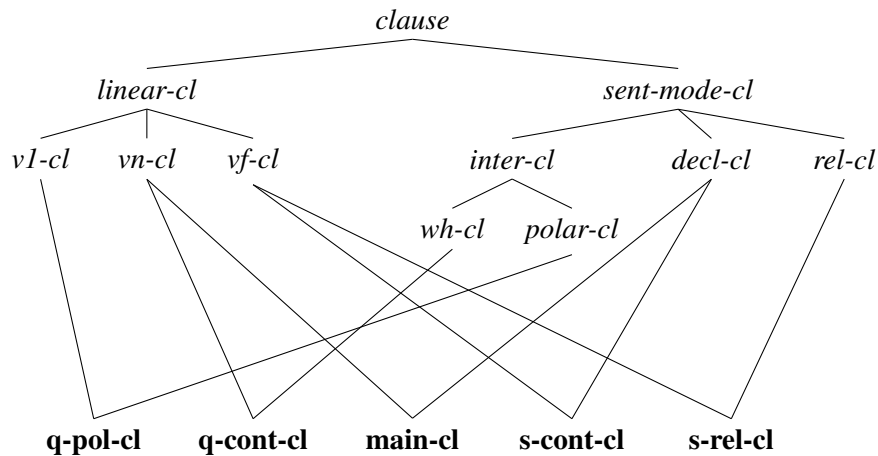 clause
linear-cl sent-mode-cl
v1-cl vn-cl vf-cl inter-cl decl-cl rel-cl
wh-cl polar-cl
q-pol-cl q-cont-cl main-cl s-cont-cl s-rel-cl